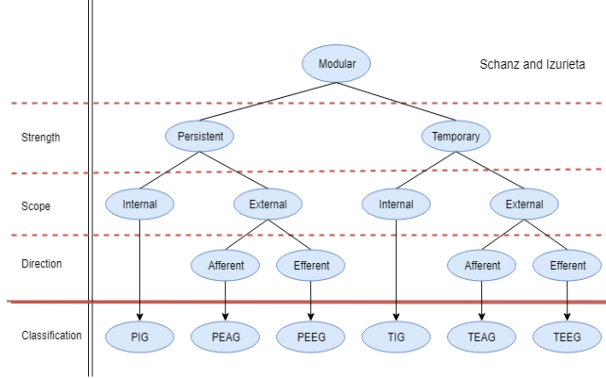 Modular
Schanz and Izurieta
Strength
Persistent
Temporary
Scope
Internal
External
Internal
External
Direction
Afferent
Efferent
Afferent
Efferent
Classification
PIG
PEAG
PEEG
TIG
TEAG
TEEG